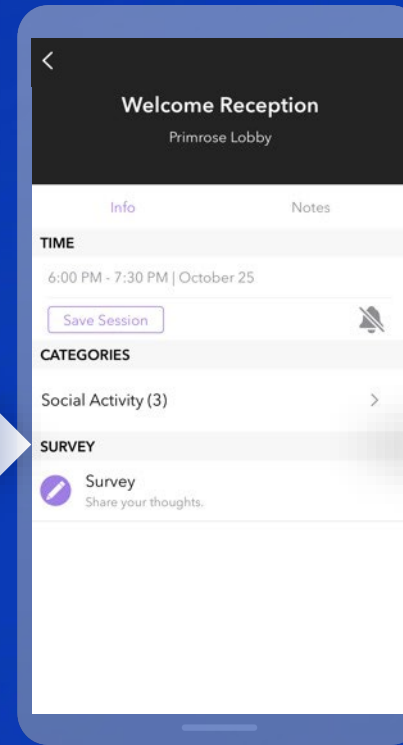 Welcome Reception
Primrose Lobby
Info Notes
TIME
6:00 PM - 7:30 PM | October 25
Save Session
CATEGORIES
Social Activity (3)
SURVEY
Survey
Share your thoughts.